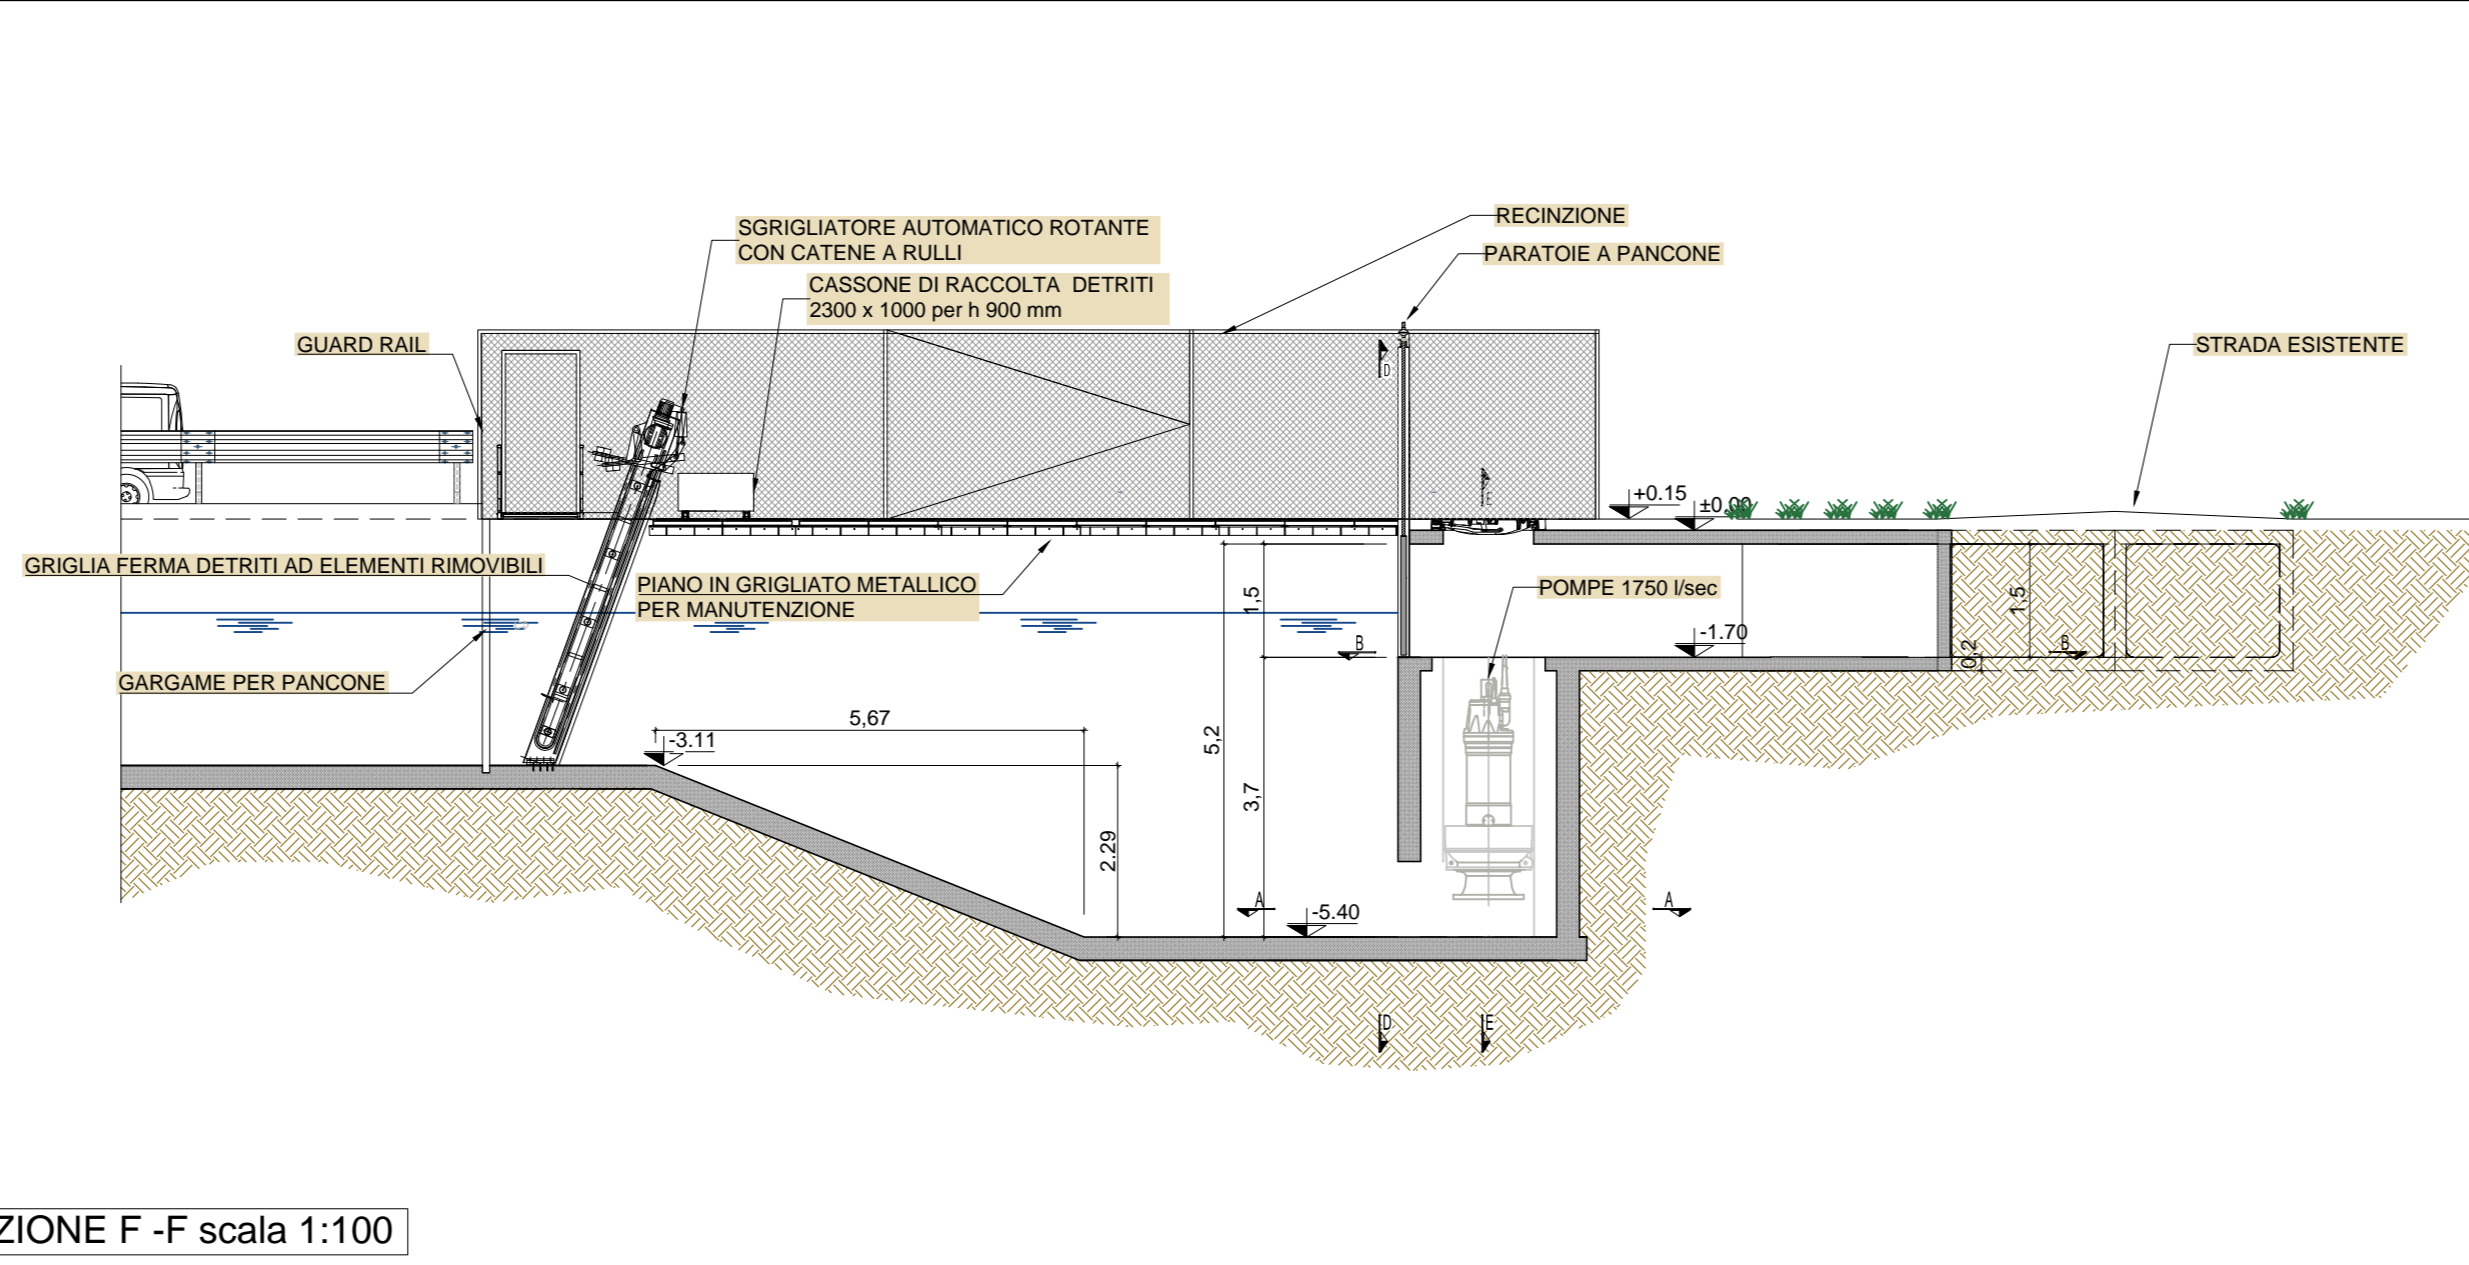 RECINZIONE
SGRIGLIATORE AUTOMATICO ROTANTE
CON CATENE A RULLI
PARATOIE A PANCONE
CASSONE DI RACCOLTA DETRITI
2300 x 1000 per h 900 mm
GUARD RAIL
STRADA ESISTENTE
D
E
+0.15
±0,00
GRIGLIA FERMA DETRITI AD ELEMENTI RIMOVIBILI
PIANO IN GRIGLIATO METALLICO
PER MANUTENZIONE
POMPE 1750 l/sec
1,5
1,5
-1.70
B
B
0,2
GARGAME PER PANCONE
5,67
-3.11
5,2
3,7
2.29
A
-5.40
A
D
E
ZIONE F -F scala 1:100